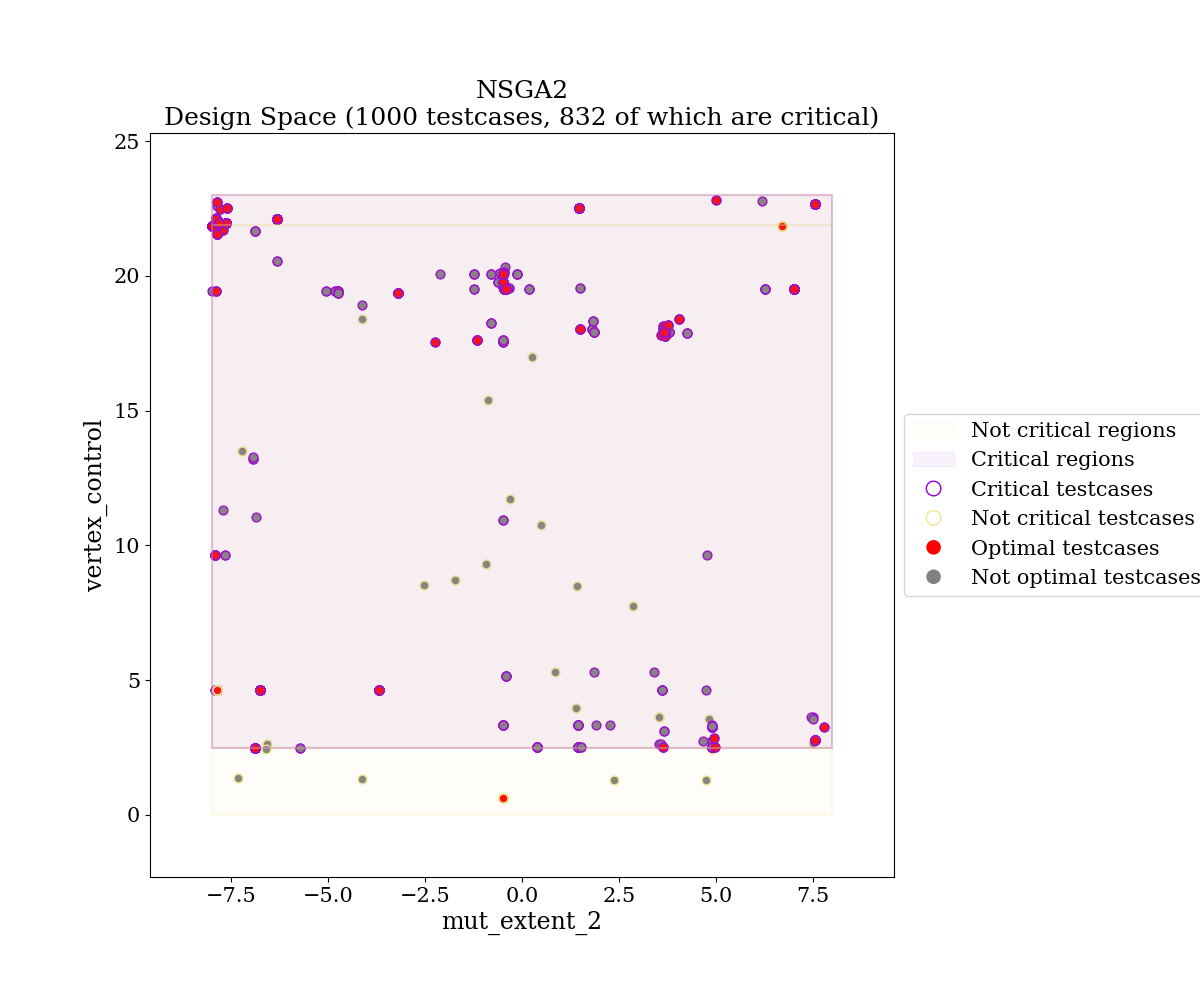 NSGA2
Design Space (1000 testcases, 832 of which are critical)
25
20
15
10
5
0
vertex_control
−7.5
−5.0
−2.5
0.0
2.5
5.0
7.5
mut_extent_2
Not critical regions
Critical regions
Critical testcases
Not critical testcases
Optimal testcases
Not optimal testcases